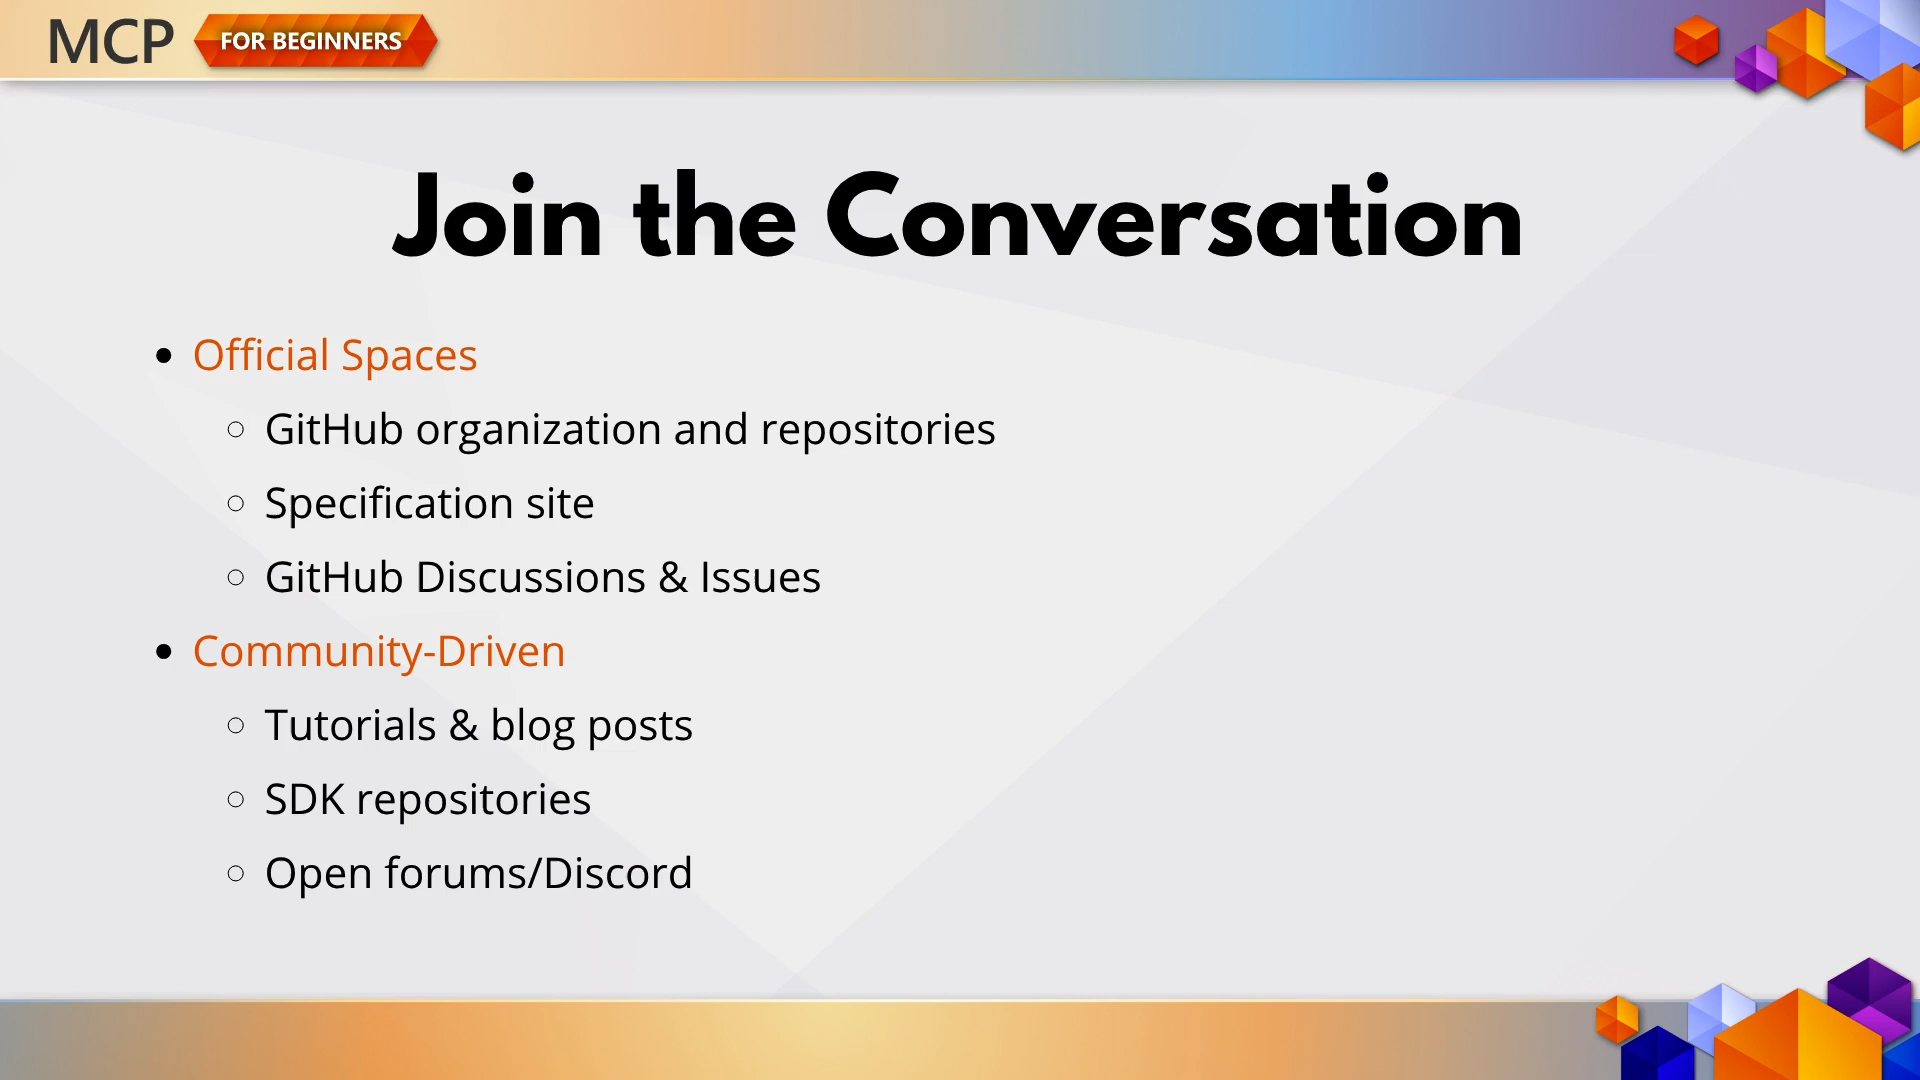 MCP FOR BEGINNERS
Join the Conversation
• Official Spaces
○ GitHub organization and repositories
○ Specification site
○ GitHub Discussions & Issues
• Community-Driven
○ Tutorials & blog posts
○ SDK repositories
○ Open forums/Discord